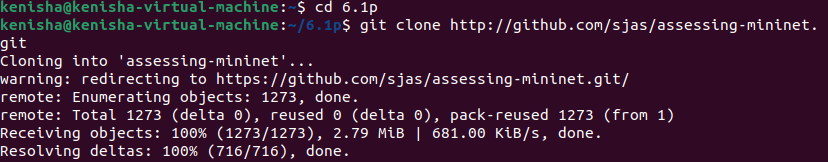 kenisha@kenisha-virtual-machine:~$ cd 6.1p
kenisha@kenisha-virtual-machine:~/6.1p$ git clone http://github.com/sjas/assessing-mininet.
git
Cloning into 'assessing-mininet'...
warning: redirecting to https://github.com/sjas/assessing-mininet.git/
remote: Enumerating objects: 1273, done.
remote: Total 1273 (delta 0), reused 0 (delta 0), pack-reused 1273 (from 1)
Receiving objects: 100% (1273/1273), 2.79 MiB | 681.00 KiB/s, done.
Resolving deltas: 100% (716/716), done.